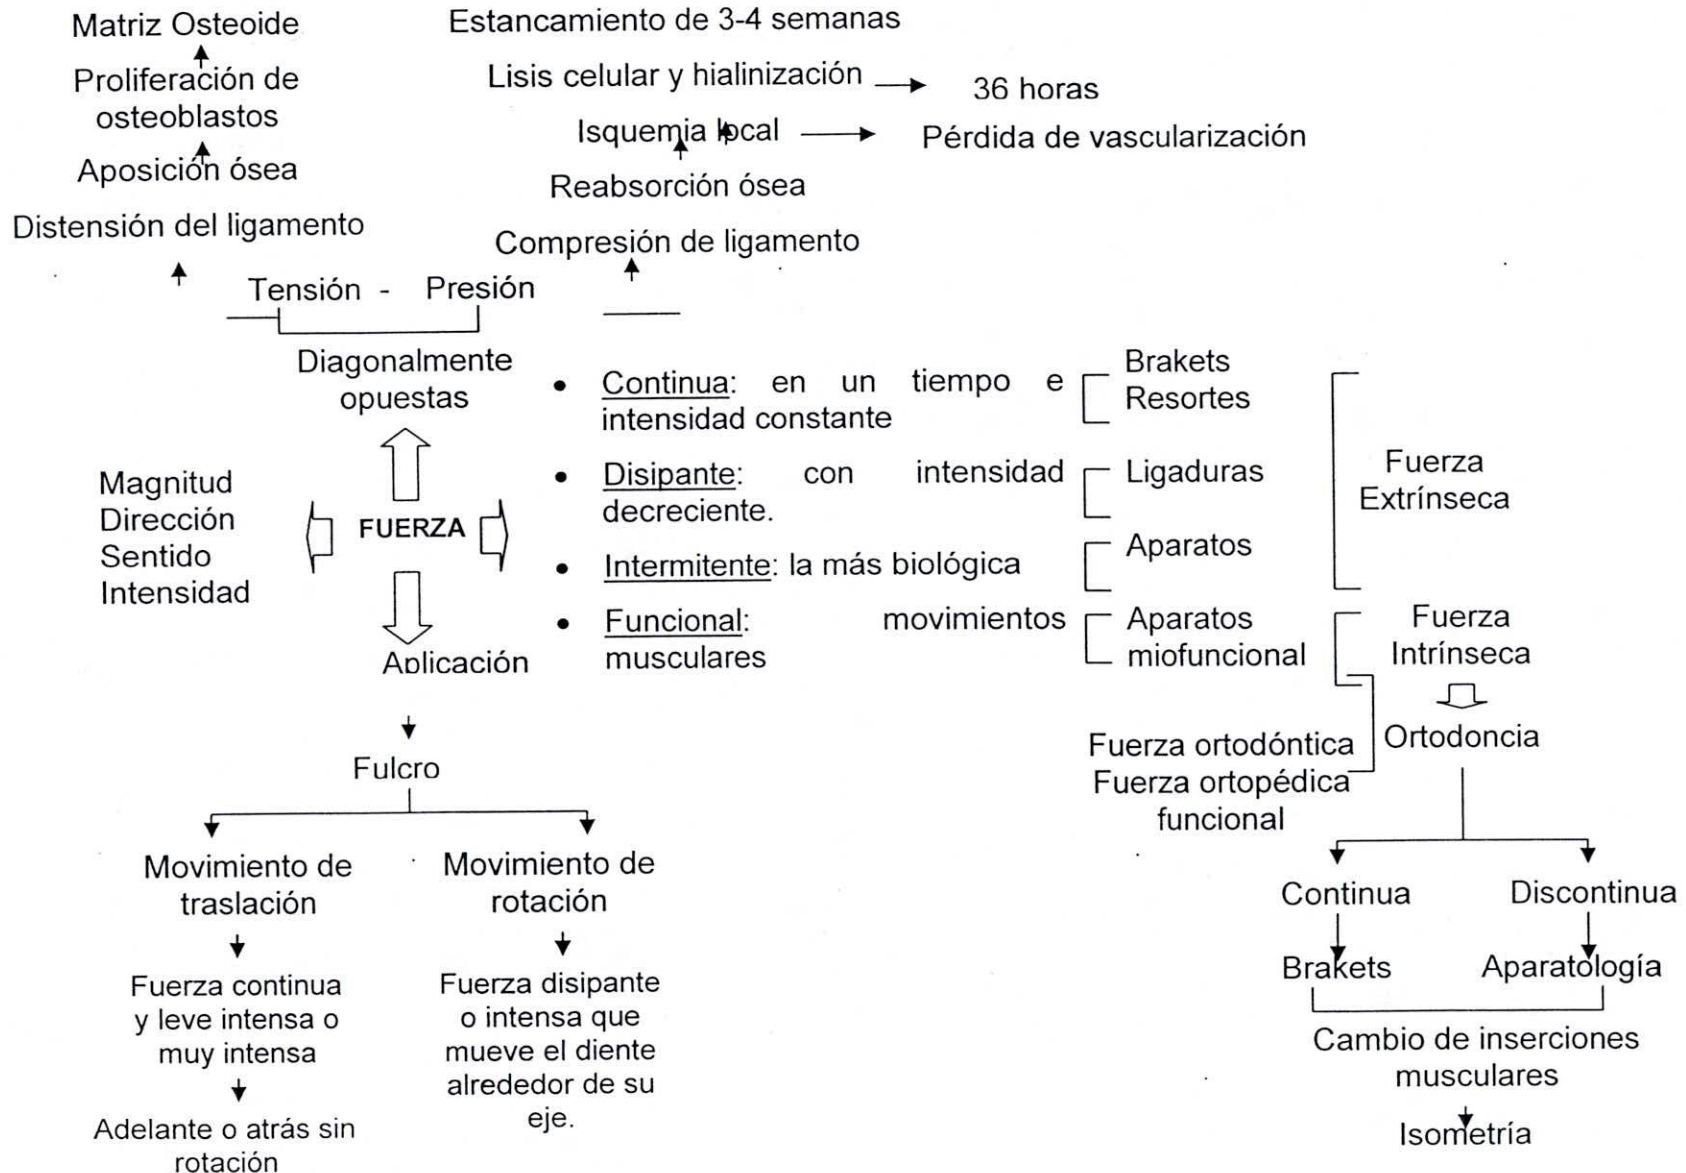 Matriz Osteoide
Proliferación de
osteoblastos
Aposición ósea
Distensión del ligamento
Estancamiento de 3-4 semanas
Lisis celular y hialinización
36 horas
Isquemia local
Pérdida de vascularización
Reabsorción ósea
Compresión de ligamento
Tensión - Presión
Diagonalmente
opuestas
Magnitud
Dirección
Sentido
Intensidad
FUERZA
Aplicación
• Continua: en un tiempo e
intensidad constante
• Disipante: con intensidad
decreciente.
• Intermitente: la más biológica
• Funcional: movimientos
musculares
Brakets
Resortes
Ligaduras
Aparatos
Aparatos
miofuncional
Fuerza
Extrínseca
Fuerza
Intrínseca
Fuerza ortodóntica
Fuerza ortopédica
funcional
Ortodoncia
Continua
Discontinua
Brakets
Aparatología
Cambio de inserciones
musculares
Isometría
Fulcro
Movimiento de
traslación
Fuerza continua
y leve intensa o
muy intensa
Adelante o atrás sin
rotación
Movimiento de
rotación
Fuerza disipante
o intensa que
mueve el diente
alrededor de su
eje.